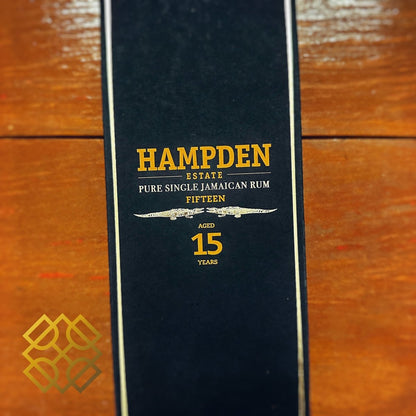 HAMPDEN
ESTATE
PURE SINGLE JAMAICAN RUM
FIFTEEN
AGED
15
YEARS